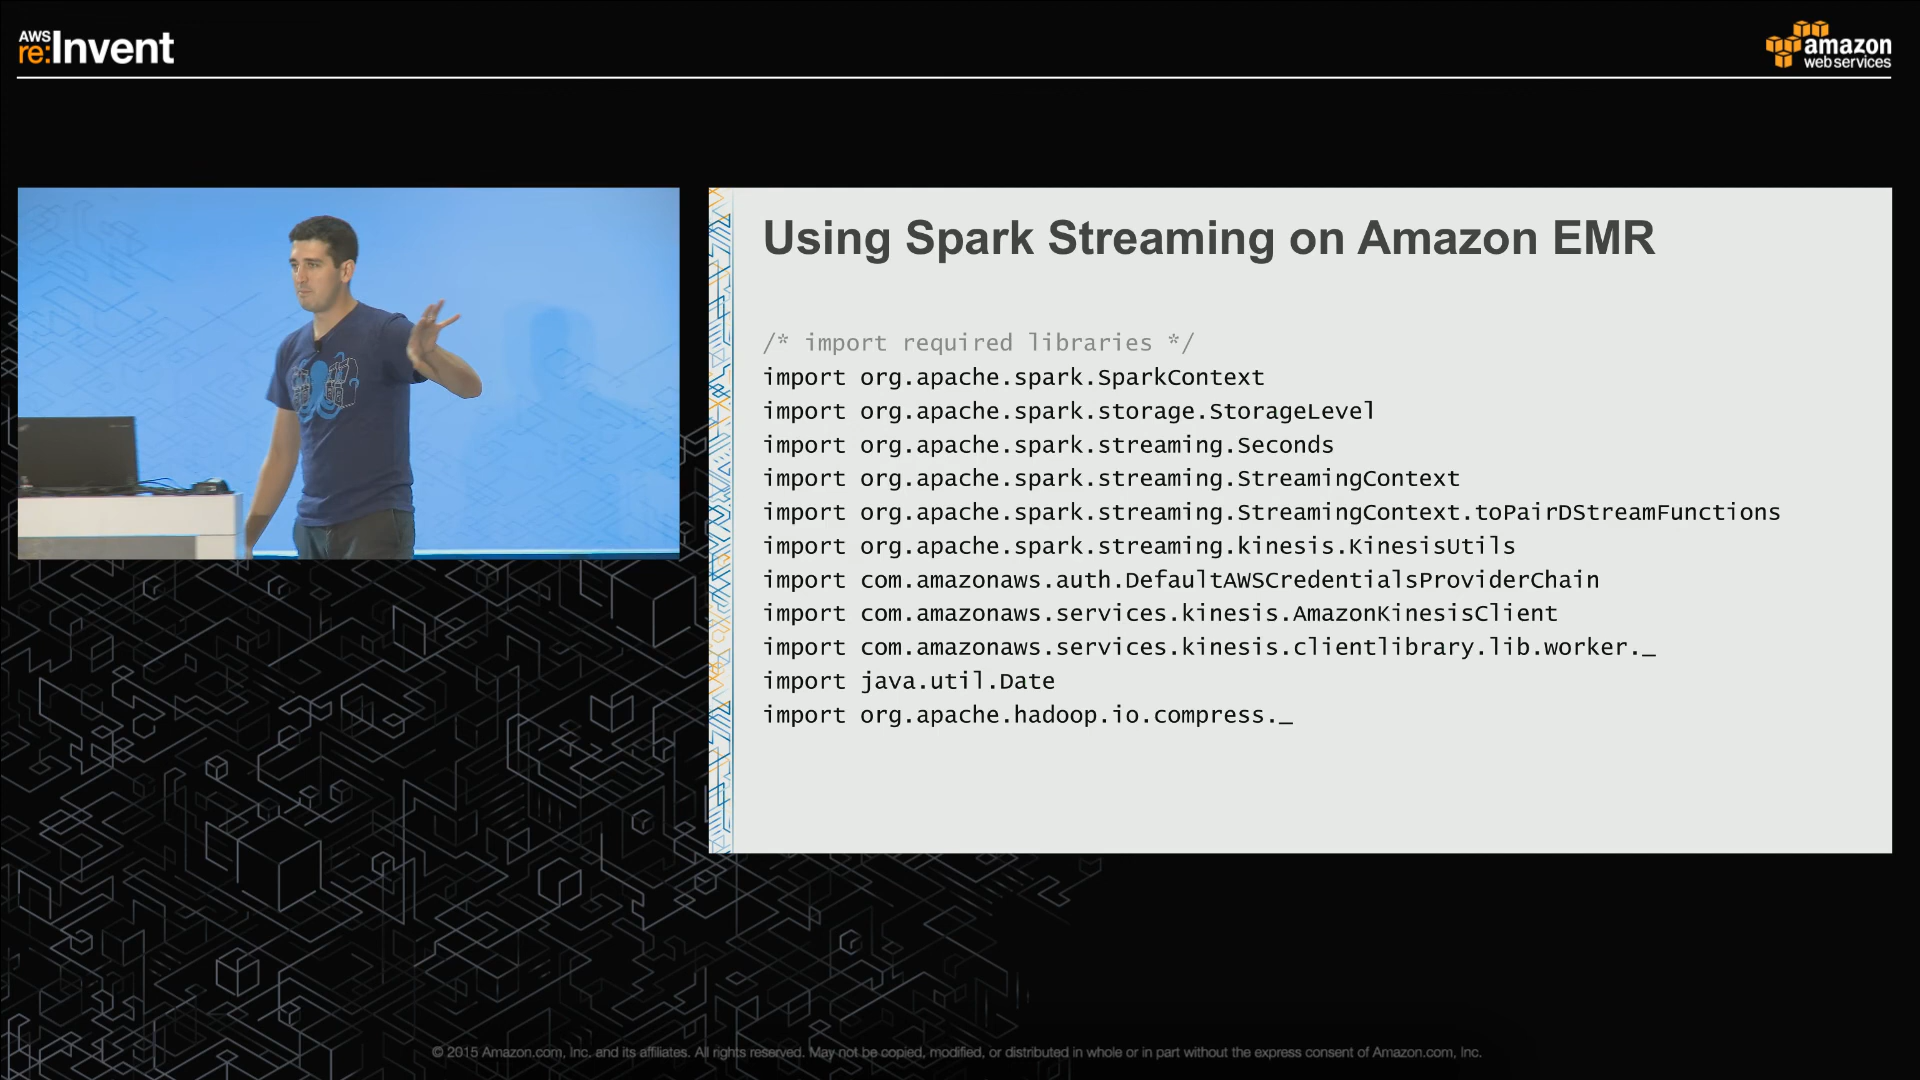 AWS
re:Invent
amazon
web services
Using Spark Streaming on Amazon EMR
/* import required libraries */
import org.apache.spark.SparkContext
import org.apache.spark.storage.StorageLevel
import org.apache.spark.streaming.Seconds
import org.apache.spark.streaming.StreamingContext
import org.apache.spark.streaming.StreamingContext.toPairDStreamFunctions
import org.apache.spark.streaming.kinesis.KinesisUtils
import com.amazonaws.auth.DefaultAWSCredentialsProviderChain
import com.amazonaws.services.kinesis.AmazonKinesisClient
import com.amazonaws.services.kinesis.clientlibrary.lib.worker._
import java.util.Date
import org.apache.hadoop.io.compress._
© 2015 Amazon.com, Inc. and its affiliates. All rights reserved. May not be copied, modified, or distributed in whole or in part without the express consent of Amazon.com, Inc.